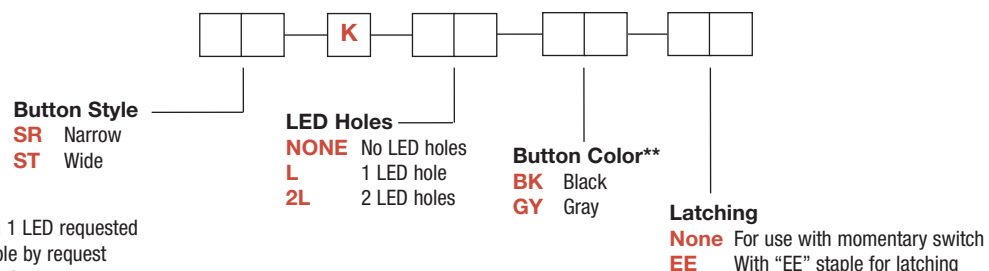 K
Button Style
SR Narrow
ST Wide
LED Holes
NONE No LED holes
L 1 LED hole
2L 2 LED holes
Button Color**
BK Black
GY Gray
Latching
None For use with momentary switch
EE With “EE” staple for latching
1 LED requested
by request